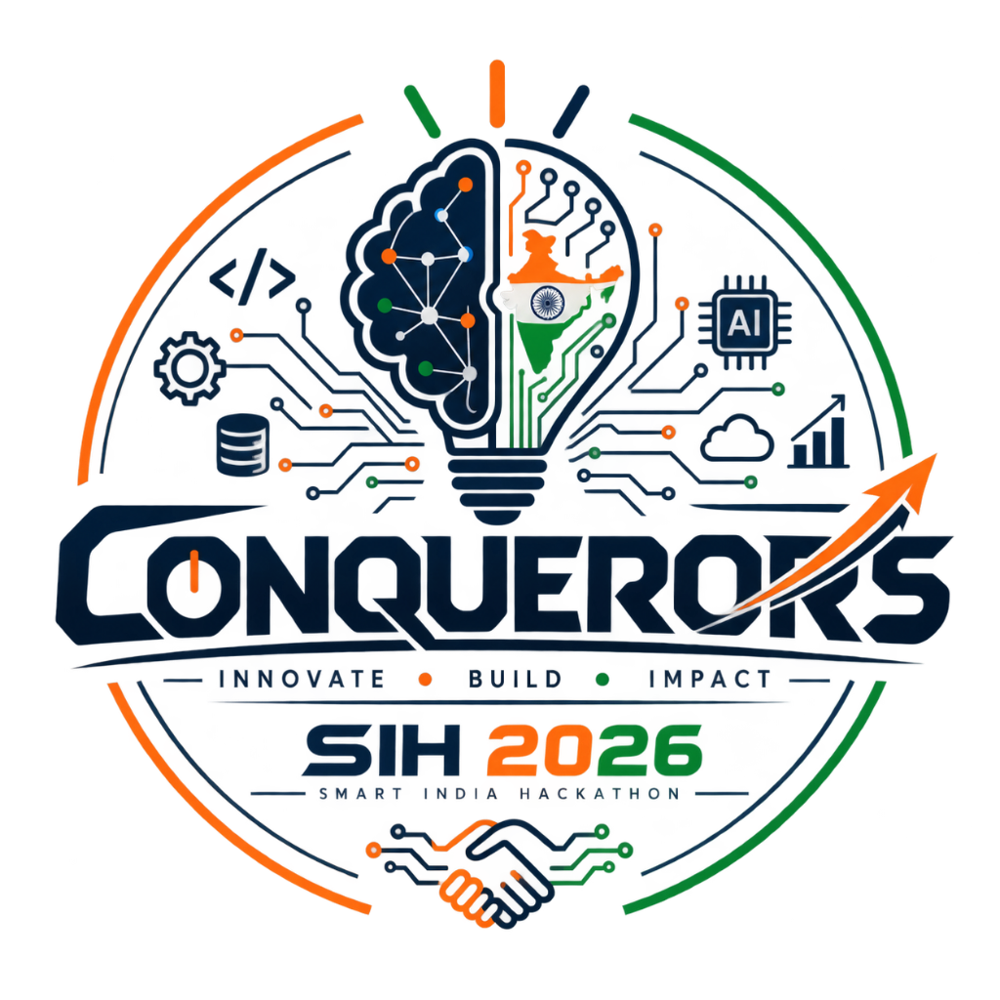 </>
AI
CONQUERORS
INNOVATE • BUILD • IMPACT
SIH 2026
SMART INDIA HACKATHON